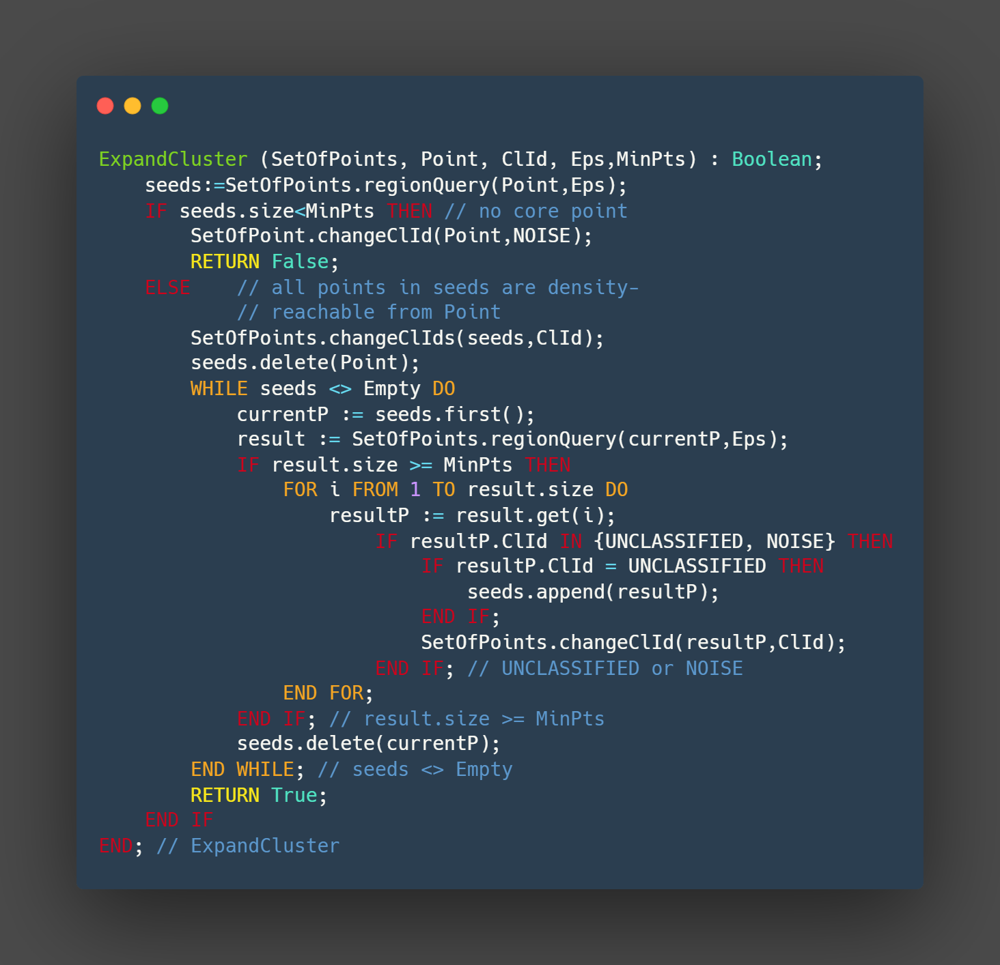 ExpandCluster (SetOfPoints, Point, ClId, Eps,MinPts) : Boolean;
    seeds:=SetOfPoints.regionQuery(Point,Eps);
    IF seeds.size<MinPts THEN // no core point
        SetOfPoint.changeClId(Point,NOISE);
        RETURN False;
    ELSE    // all points in seeds are density-
            // reachable from Point
        SetOfPoints.changeClIds(seeds,ClId);
        seeds.delete(Point);
        WHILE seeds <> Empty DO
            currentP := seeds.first();
            result := SetOfPoints.regionQuery(currentP,Eps);
            IF result.size >= MinPts THEN
                FOR i FROM 1 TO result.size DO
                    resultP := result.get(i);
                        IF resultP.ClId IN {UNCLASSIFIED, NOISE} THEN
                            IF resultP.ClId = UNCLASSIFIED THEN
                                seeds.append(resultP);
                            END IF;
                            SetOfPoints.changeClId(resultP,ClId);
                        END IF; // UNCLASSIFIED or NOISE
                END FOR;
            END IF; // result.size >= MinPts
            seeds.delete(currentP);
        END WHILE; // seeds <> Empty
        RETURN True;
    END IF
END; // ExpandCluster